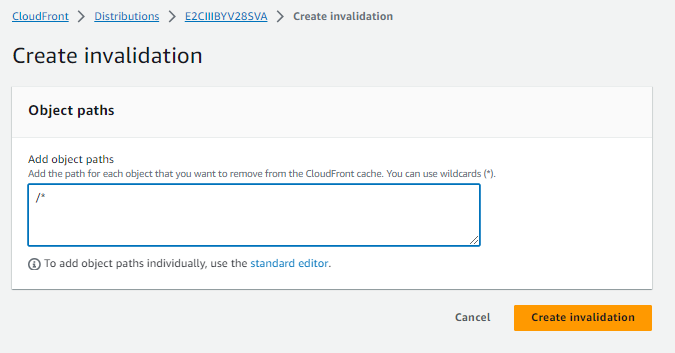 CloudFront > Distributions > E2CIIIBYV28SVA > Create invalidation
Create invalidation
Object paths
Add object paths
Add the path for each object that you want to remove from the CloudFront cache. You can use wildcards (*).
/*
To add object paths individually, use the standard editor.
Cancel Create invalidation